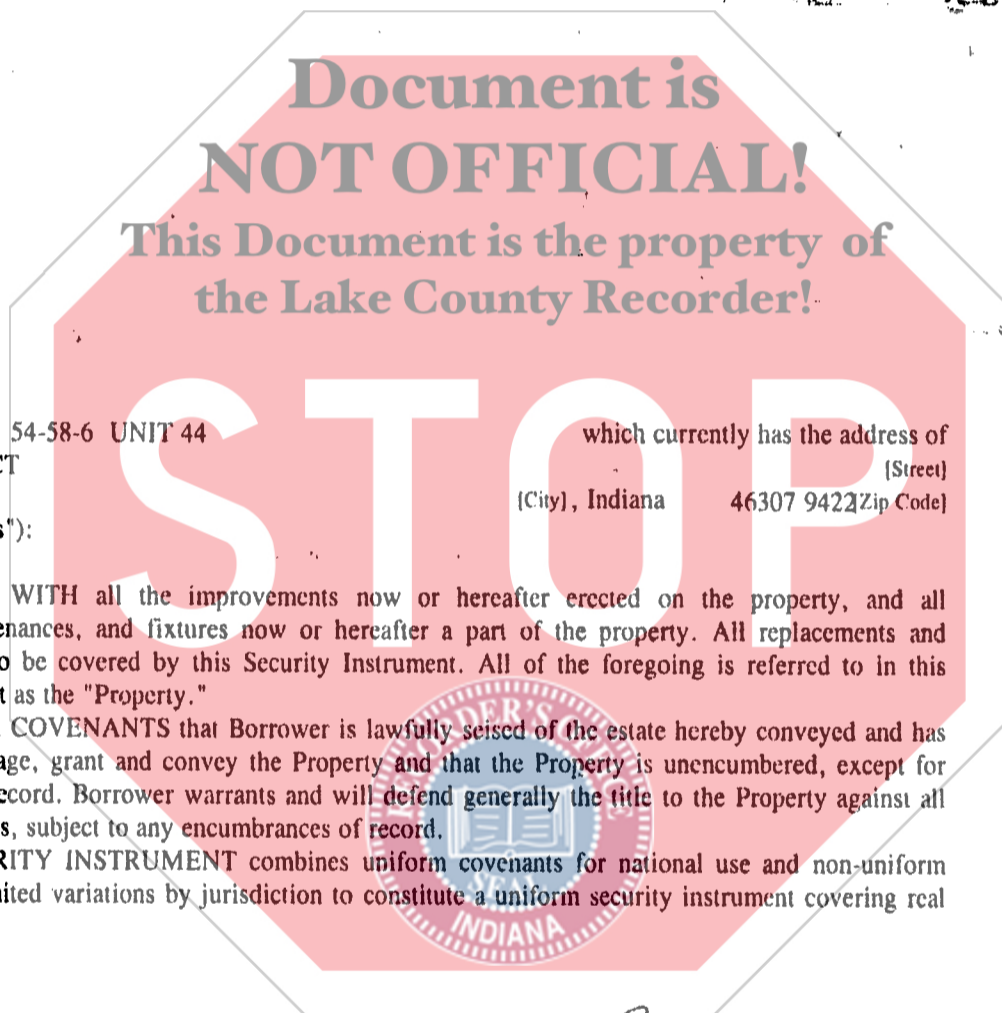 Document is
NOT OFFICIAL!
This Document is the property of
the Lake County Recorder!
STOP
54-58-6 UNIT 44 which currently has the address of
CT [Street]
[City], Indiana 46307 9422[Zip Code]
s"):
WITH all the improvements now or hereafter erected on the property, and all
enances, and fixtures now or hereafter a part of the property. All replacements and
o be covered by this Security Instrument. All of the foregoing is referred to in this
t as the "Property."
COVENANTS that Borrower is lawfully seised of the estate hereby conveyed and has
age, grant and convey the Property and that the Property is unencumbered, except for
ecord. Borrower warrants and will defend generally the title to the Property against all
s, subject to any encumbrances of record.
RITY INSTRUMENT combines uniform covenants for national use and non-uniform
ited variations by jurisdiction to constitute a uniform security instrument covering real
RECORDER'S OFFICE
SEAL
INDIANA